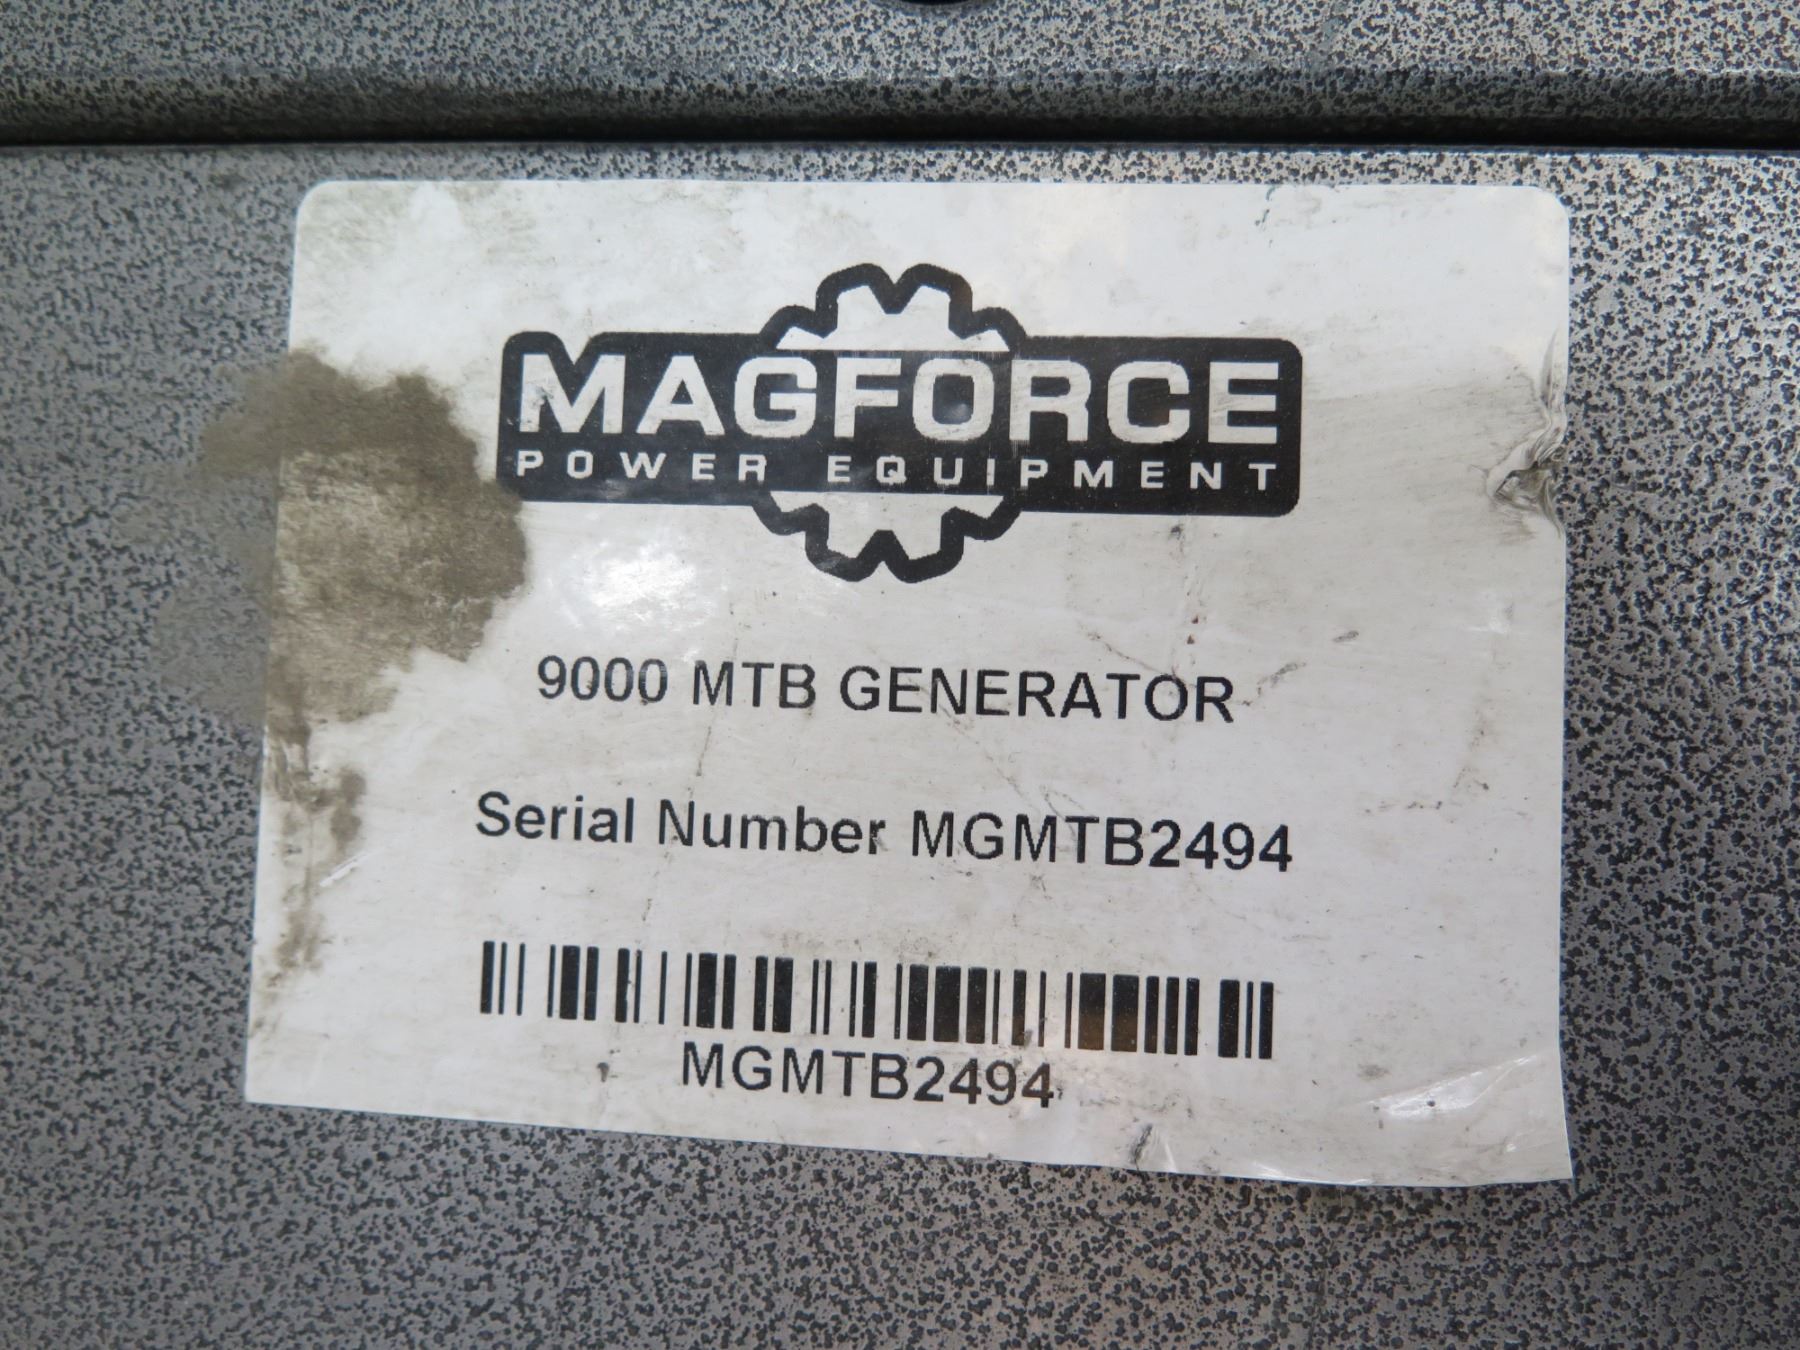 MAGFORCE
POWER EQUIPMENT
9000 MTB GENERATOR
Serial Number MGMTB2494
MGMTB2494